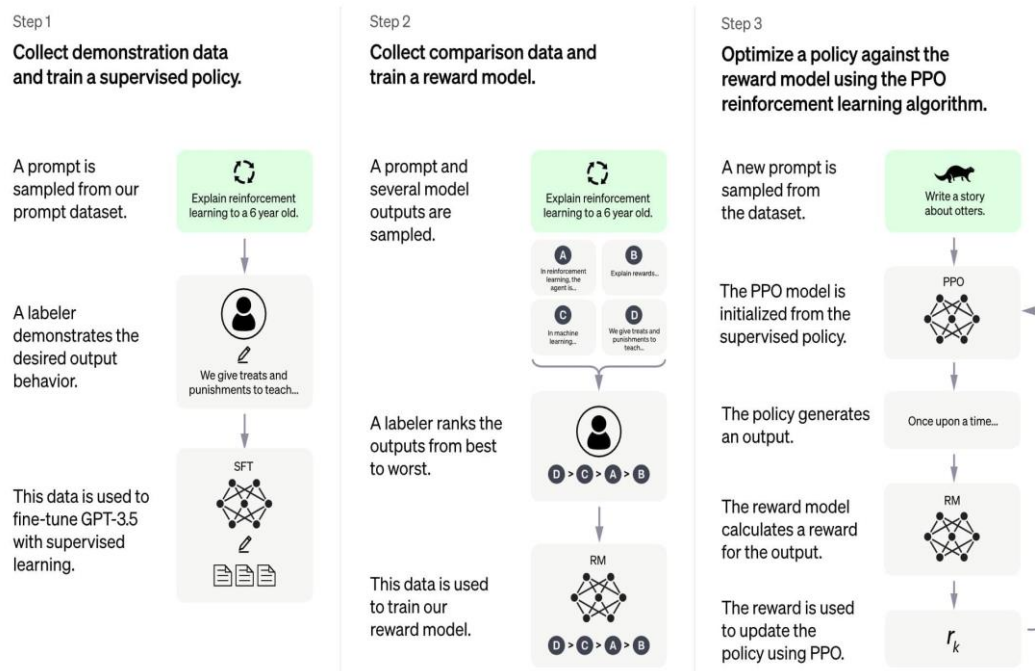 Step 1
Collect demonstration data
and train a supervised policy.
A prompt is
sampled from our
prompt dataset.
Explain reinforcement
learning to a 6 year old.
A labeler
demonstrates the
desired output
behavior.
We give treats and
punishments to teach...
SFT
This data is used to
fine-tune GPT-3.5
with supervised
learning.
Step 2
Collect comparison data and
train a reward model.
A prompt and
several model
outputs are
sampled.
Explain reinforcement
learning to a 6 year old.
A
In reinforcement
learning, the
agent is...
B
Explain rewards...
C
In machine
learning...
D
We give treats and
punishments to
teach...
A labeler ranks the
outputs from best
to worst.
D > C > A > B
RM
This data is used
to train our
reward model.
D > C > A > B
Step 3
Optimize a policy against the
reward model using the PPO
reinforcement learning algorithm.
A new prompt is
sampled from
the dataset.
Write a story
about otters.
PPO
The PPO model is
initialized from the
supervised policy.
The policy generates
an output.
Once upon a time...
RM
The reward model
calculates a reward
for the output.
The reward is used
to update the
policy using PPO.
rₖ